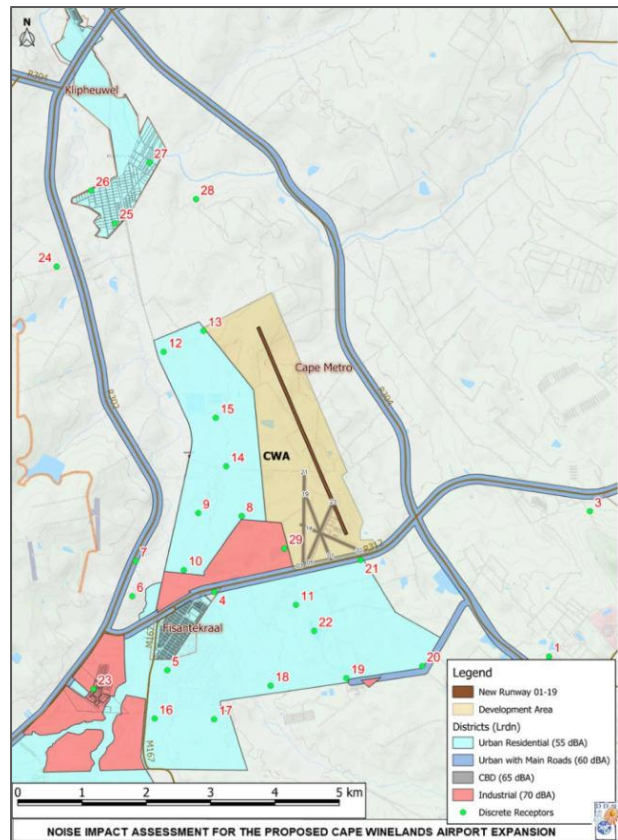 N
R304
Klipheuwel
27
26
28
25
24
13
Cape Metro
12
R302
R304
15
CWA
14
21
19
3
9
8
29
R312
7
10
21
6
4
11
Fisantekraal
22
M167
5
1
20
19
18
23
16
17
M167
Legend
New Runway 01-19
Development Area
Districts (Lrdn)
Urban Residential (55 dBA)
Urban with Main Roads (60 dBA)
CBD (65 dBA)
Industrial (70 dBA)
Discrete Receptors
0 1 2 3 4 5 km
NOISE IMPACT ASSESSMENT FOR THE PROPOSED CAPE WINELANDS AIRPORT EXPANSION